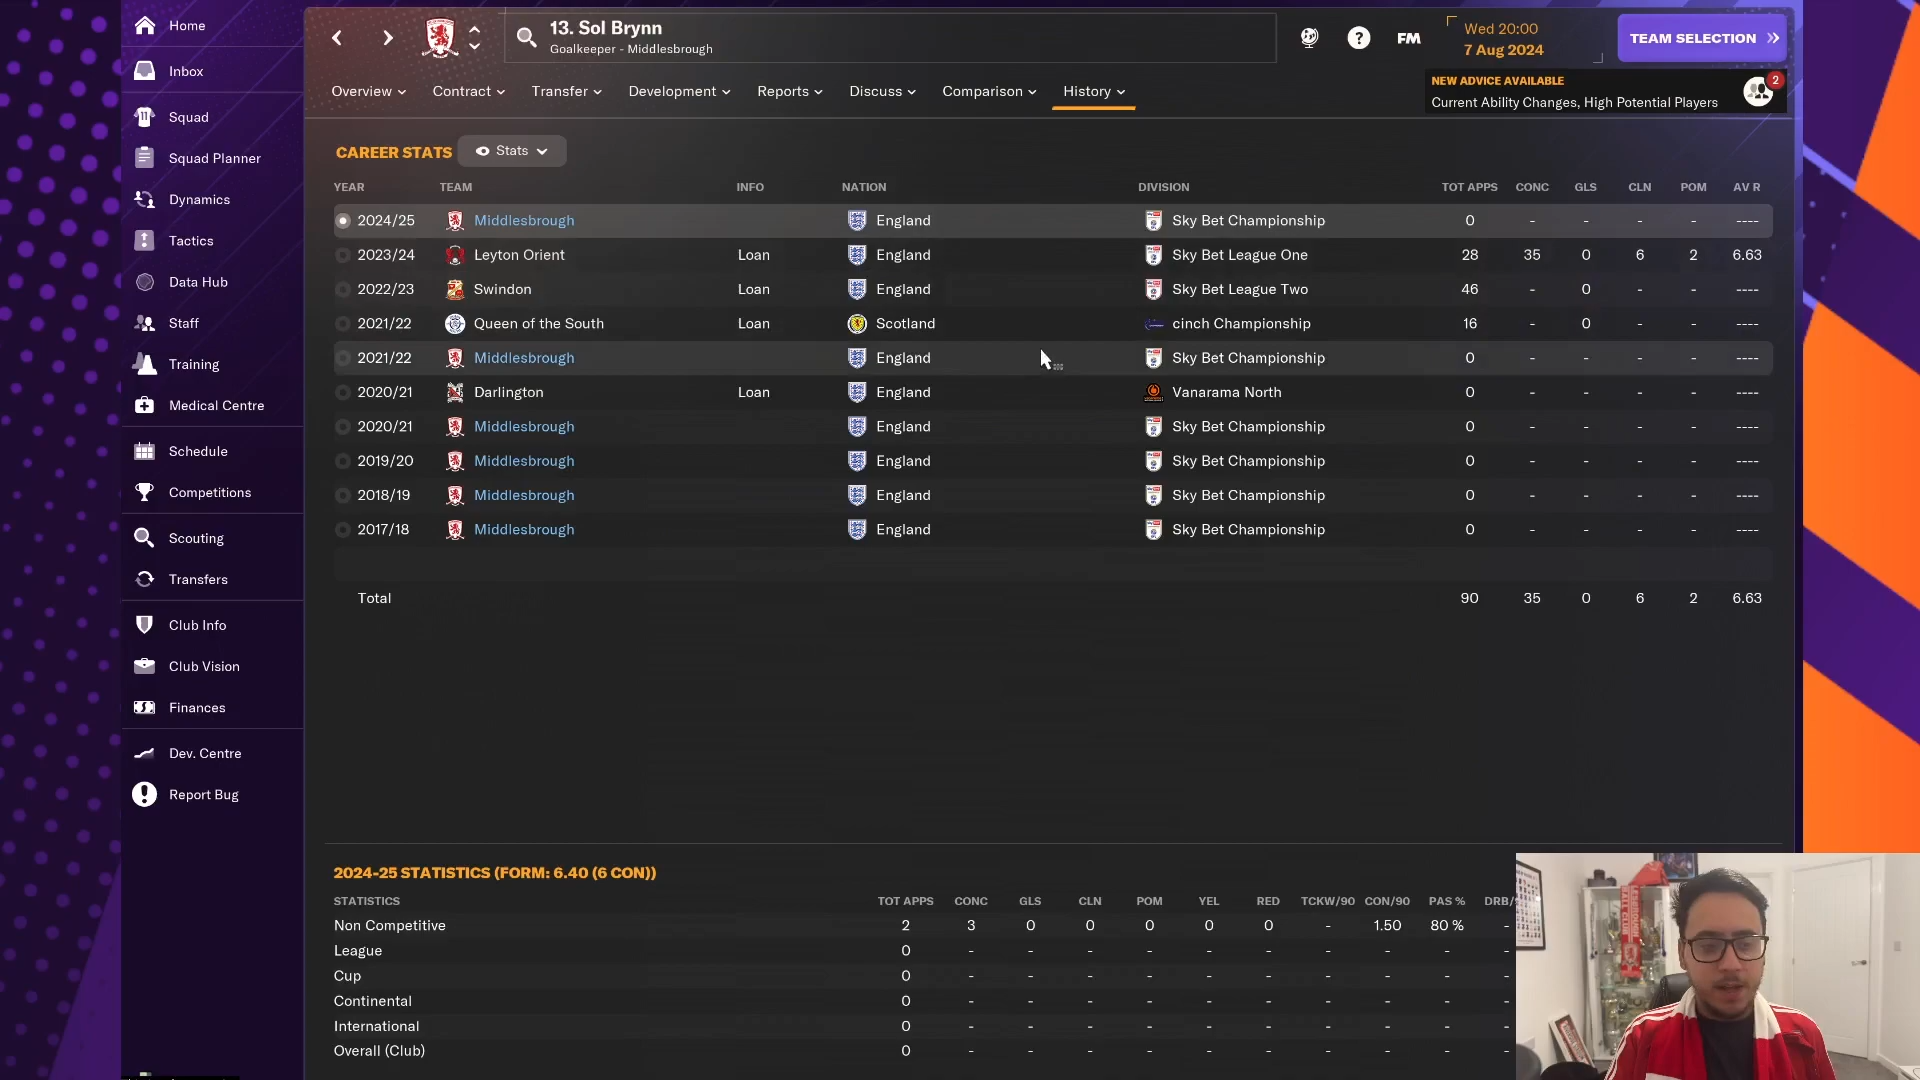 Home
Inbox
Squad
Squad Planner
Dynamics
Tactics
Data Hub
Staff
Training
Medical Centre
Schedule
Competitions
Scouting
Transfers
Club Info
Club Vision
Finances
Dev. Centre
Report Bug
13. Sol Brynn
Goalkeeper - Middlesbrough
? FM
Wed 20:00
7 Aug 2024
TEAM SELECTION
Overview Contract Transfer Development Reports Discuss Comparison History
NEW ADVICE AVAILABLE 2
Current Ability Changes, High Potential Players
CAREER STATS Stats
YEAR TEAM INFO NATION DIVISION TOT APPS CONC GLS CLN POM AV R
2024/25 Middlesbrough England Sky Bet Championship 0 - - - - ----
2023/24 Leyton Orient Loan England Sky Bet League One 28 35 0 6 2 6.63
2022/23 Swindon Loan England Sky Bet League Two 46 - 0 - - ----
2021/22 Queen of the South Loan Scotland cinch Championship 16 - 0 - - ----
2021/22 Middlesbrough England Sky Bet Championship 0 - - - - ----
2020/21 Darlington Loan England Vanarama North 0 - - - - ----
2020/21 Middlesbrough England Sky Bet Championship 0 - - - - ----
2019/20 Middlesbrough England Sky Bet Championship 0 - - - - ----
2018/19 Middlesbrough England Sky Bet Championship 0 - - - - ----
2017/18 Middlesbrough England Sky Bet Championship 0 - - - - ----
Total 90 35 0 6 2 6.63
2024-25 STATISTICS (FORM: 6.40 (6 CON))
STATISTICS TOT APPS CONC GLS CLN POM YEL RED TCKW/90 CON/90 PAS % DRB/
Non Competitive 2 3 0 0 0 0 0 - 1.50 80 % -
League 0 - - - - - - - - - -
Cup 0 - - - - - - - - - -
Continental 0 - - - - - - - - - -
International 0 - - - - - - - - - -
Overall (Club) 0 - - - - - - - - - -